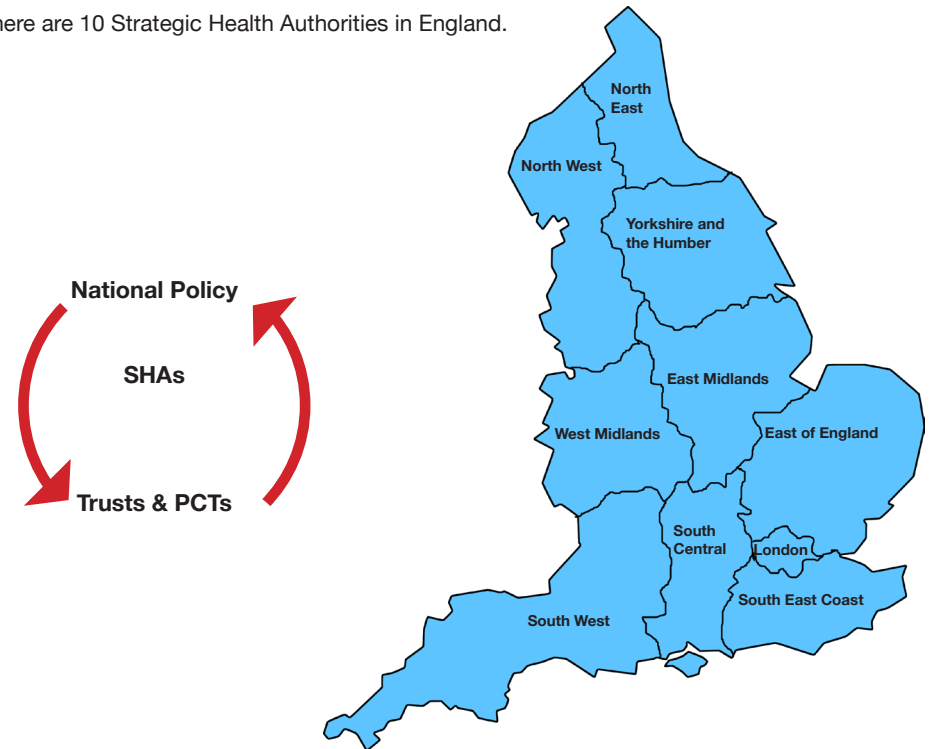 here are 10 Strategic Health Authorities in England.
National Policy
SHAs
Trusts & PCTs
North
East
North West
Yorkshire and
the Humber
East Midlands
West Midlands
East of England
South
Central
London
South East Coast
South West